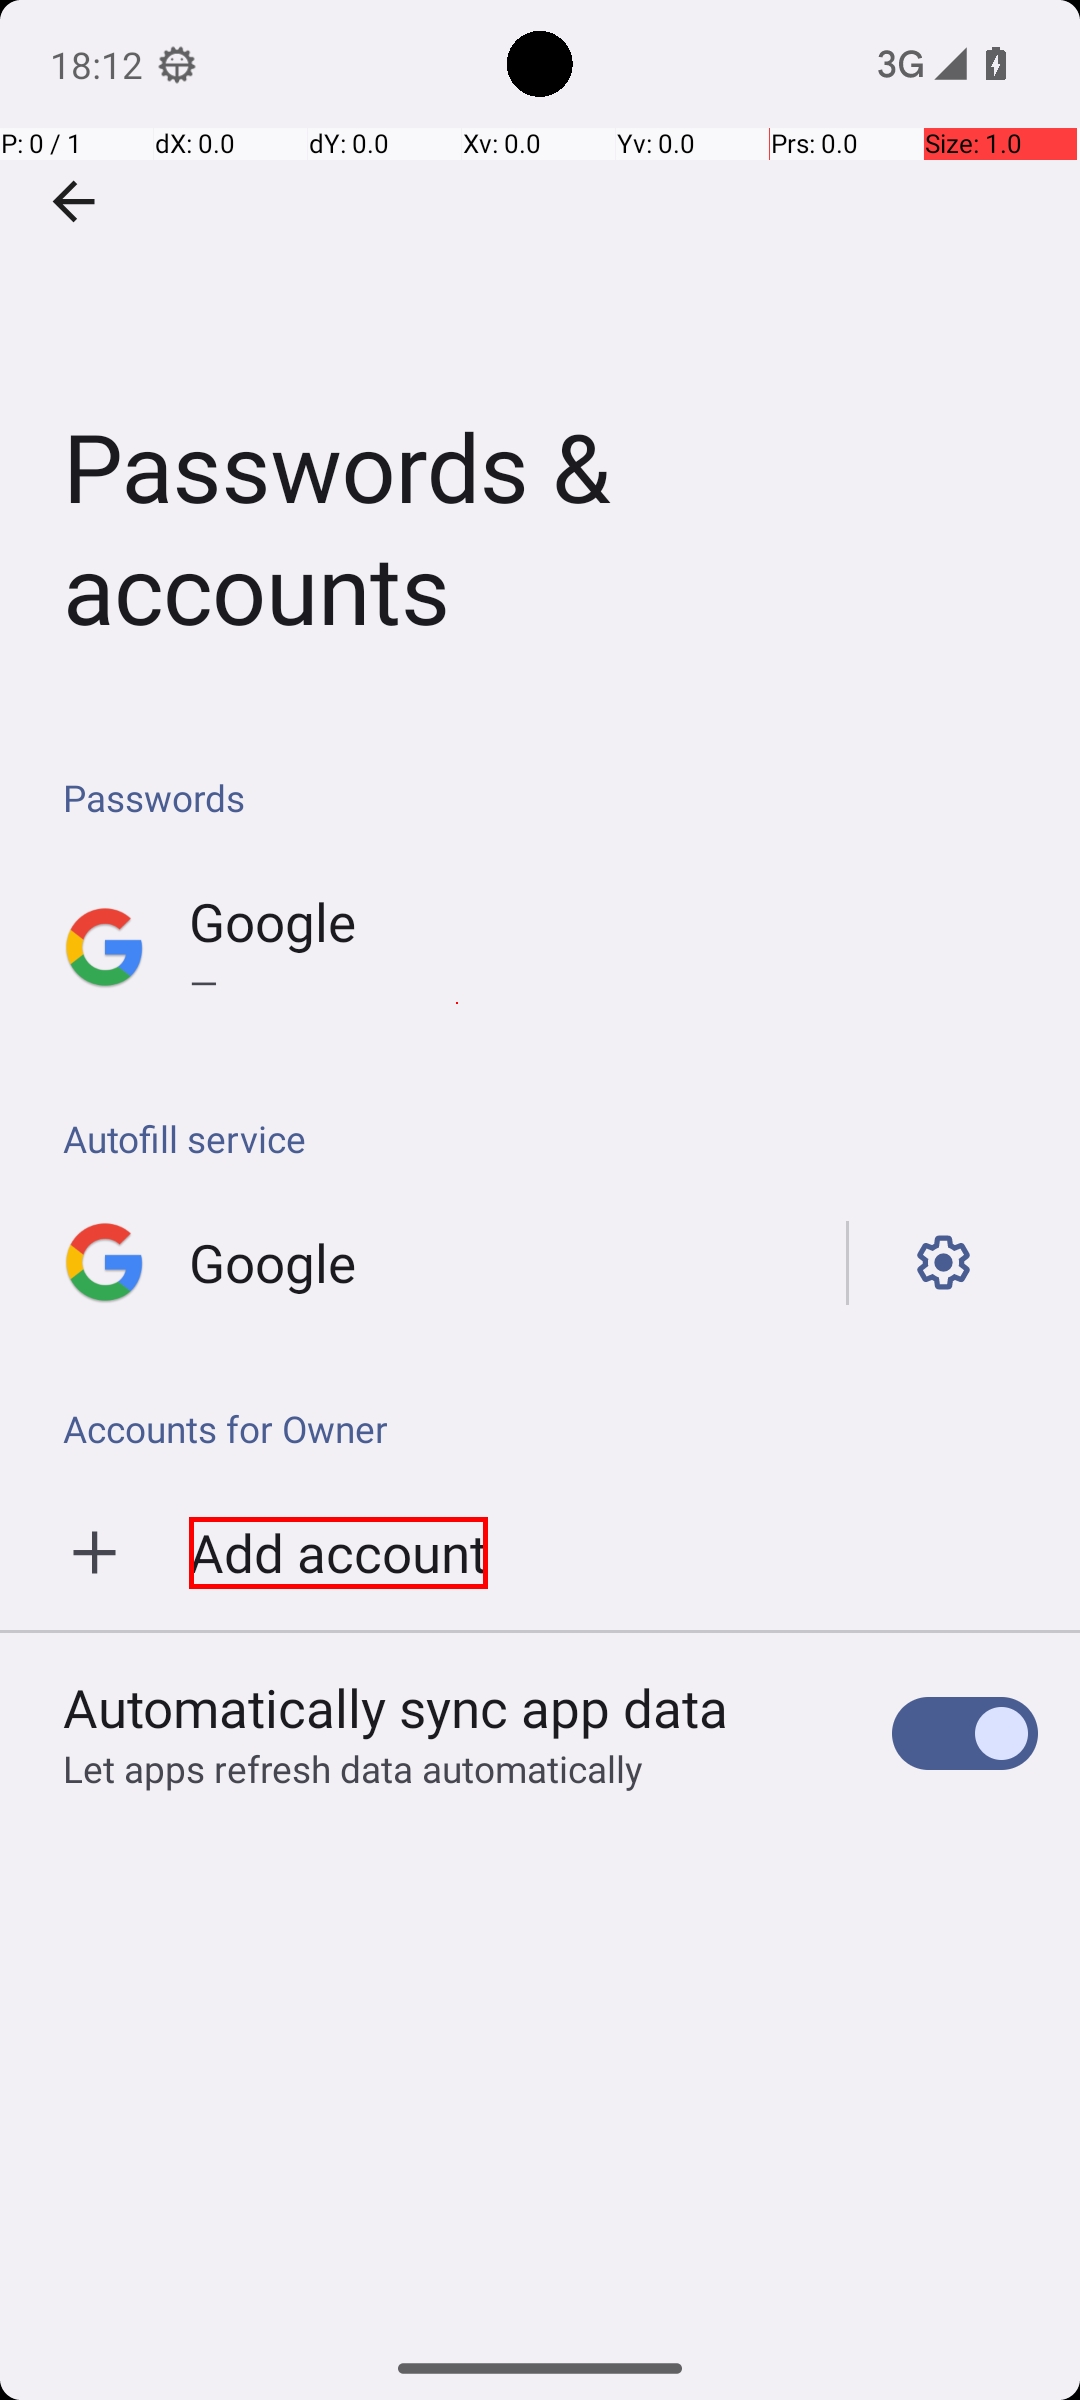 18:12
3G
P: 0 / 1
dX: 0.0
dY: 0.0
Xv: 0.0
Yv: 0.0
Prs: 0.0
Size: 1.0
Passwords &
accounts
Passwords
Google
—
Autofill service
Google
Accounts for Owner
Add account
Automatically sync app data
Let apps refresh data automatically